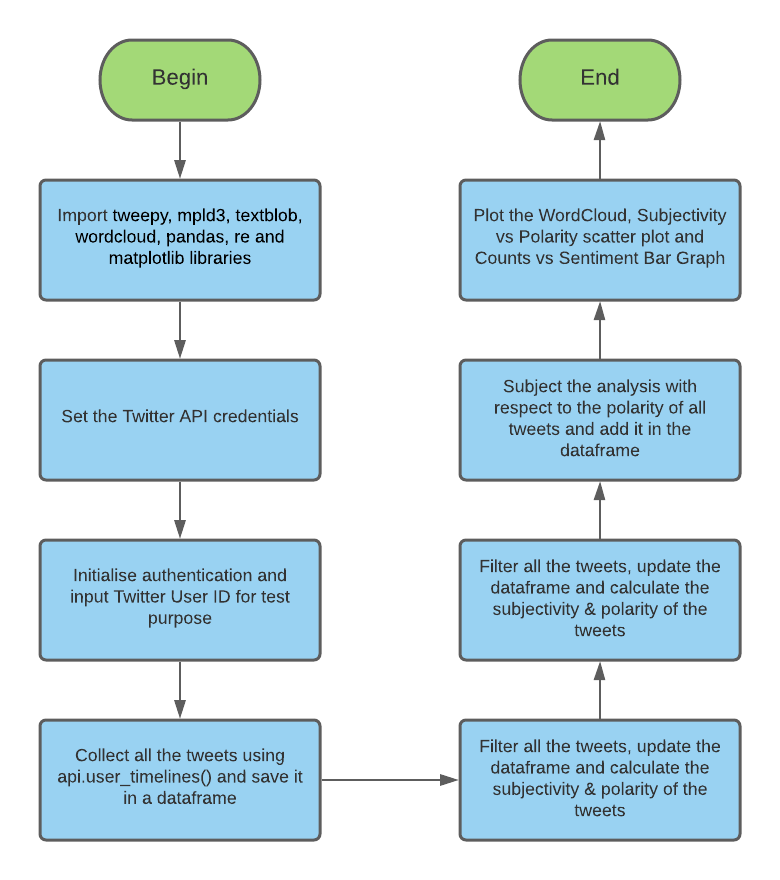 Begin
Import tweepy, mpld3, textblob,
wordcloud, pandas, re and
matplotlib libraries
Set the Twitter API credentials
Initialise authentication and
input Twitter User ID for test
purpose
Collect all the tweets using
api.user_timelines() and save it
in a dataframe
Filter all the tweets, update the
dataframe and calculate the
subjectivity & polarity of the
tweets
Filter all the tweets, update the
dataframe and calculate the
subjectivity & polarity of the
tweets
Subject the analysis with
respect to the polarity of all
tweets and add it in the
dataframe
Plot the WordCloud, Subjectivity
vs Polarity scatter plot and
Counts vs Sentiment Bar Graph
End